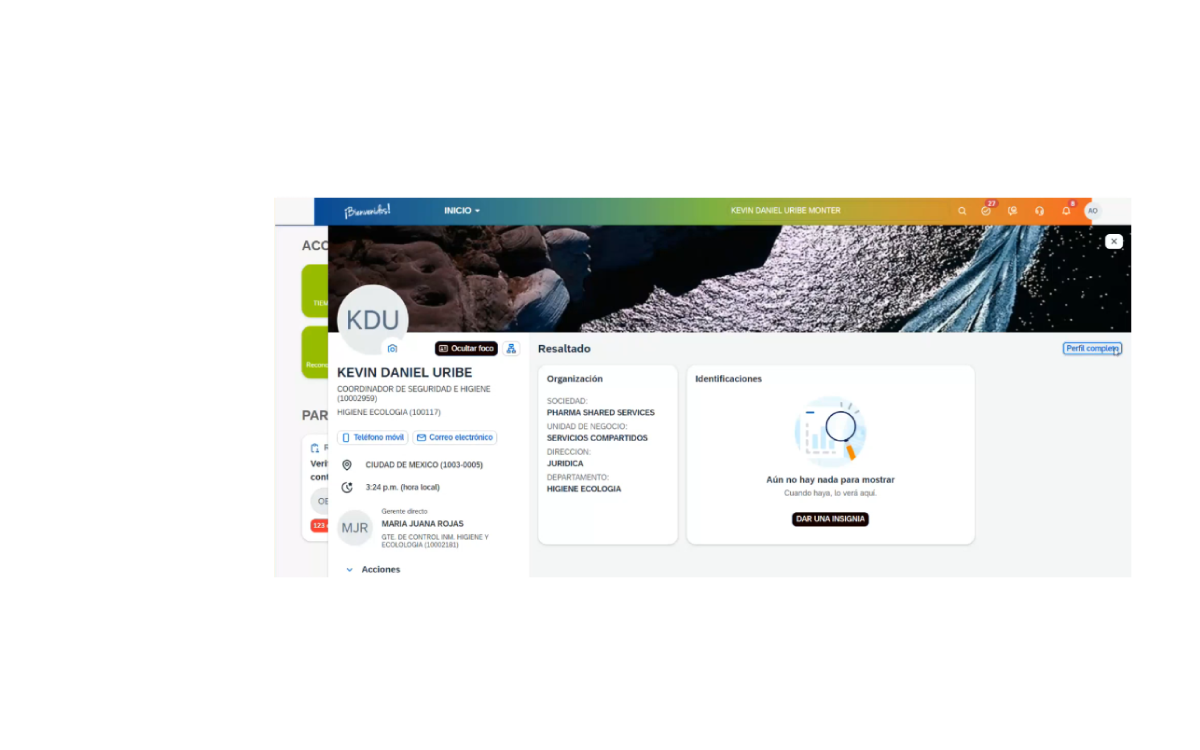 ¡Bienvenidos!
INICIO
KEVIN DANIEL URIBE MONTER
27
8
AO
ACC
TIEM
Recono
PAR
Veri
cont
OE
123
KDU
Ocultar foco
KEVIN DANIEL URIBE
COORDINADOR DE SEGURIDAD E HIGIENE
(10002959)
HIGIENE ECOLOGIA (100117)
Teléfono móvil
Correo electrónico
CIUDAD DE MEXICO (1003-0005)
3:24 p.m. (hora local)
Gerente directo
MJR
MARIA JUANA ROJAS
GTE. DE CONTROL INM. HIGIENE Y
ECOLOLOGIA (10002181)
Acciones
Resaltado
Perfil completo
Organización
SOCIEDAD:
PHARMA SHARED SERVICES
UNIDAD DE NEGOCIO:
SERVICIOS COMPARTIDOS
DIRECCION:
JURIDICA
DEPARTAMENTO:
HIGIENE ECOLOGIA
Identificaciones
Aún no hay nada para mostrar
Cuando haya, lo verá aquí.
DAR UNA INSIGNIA